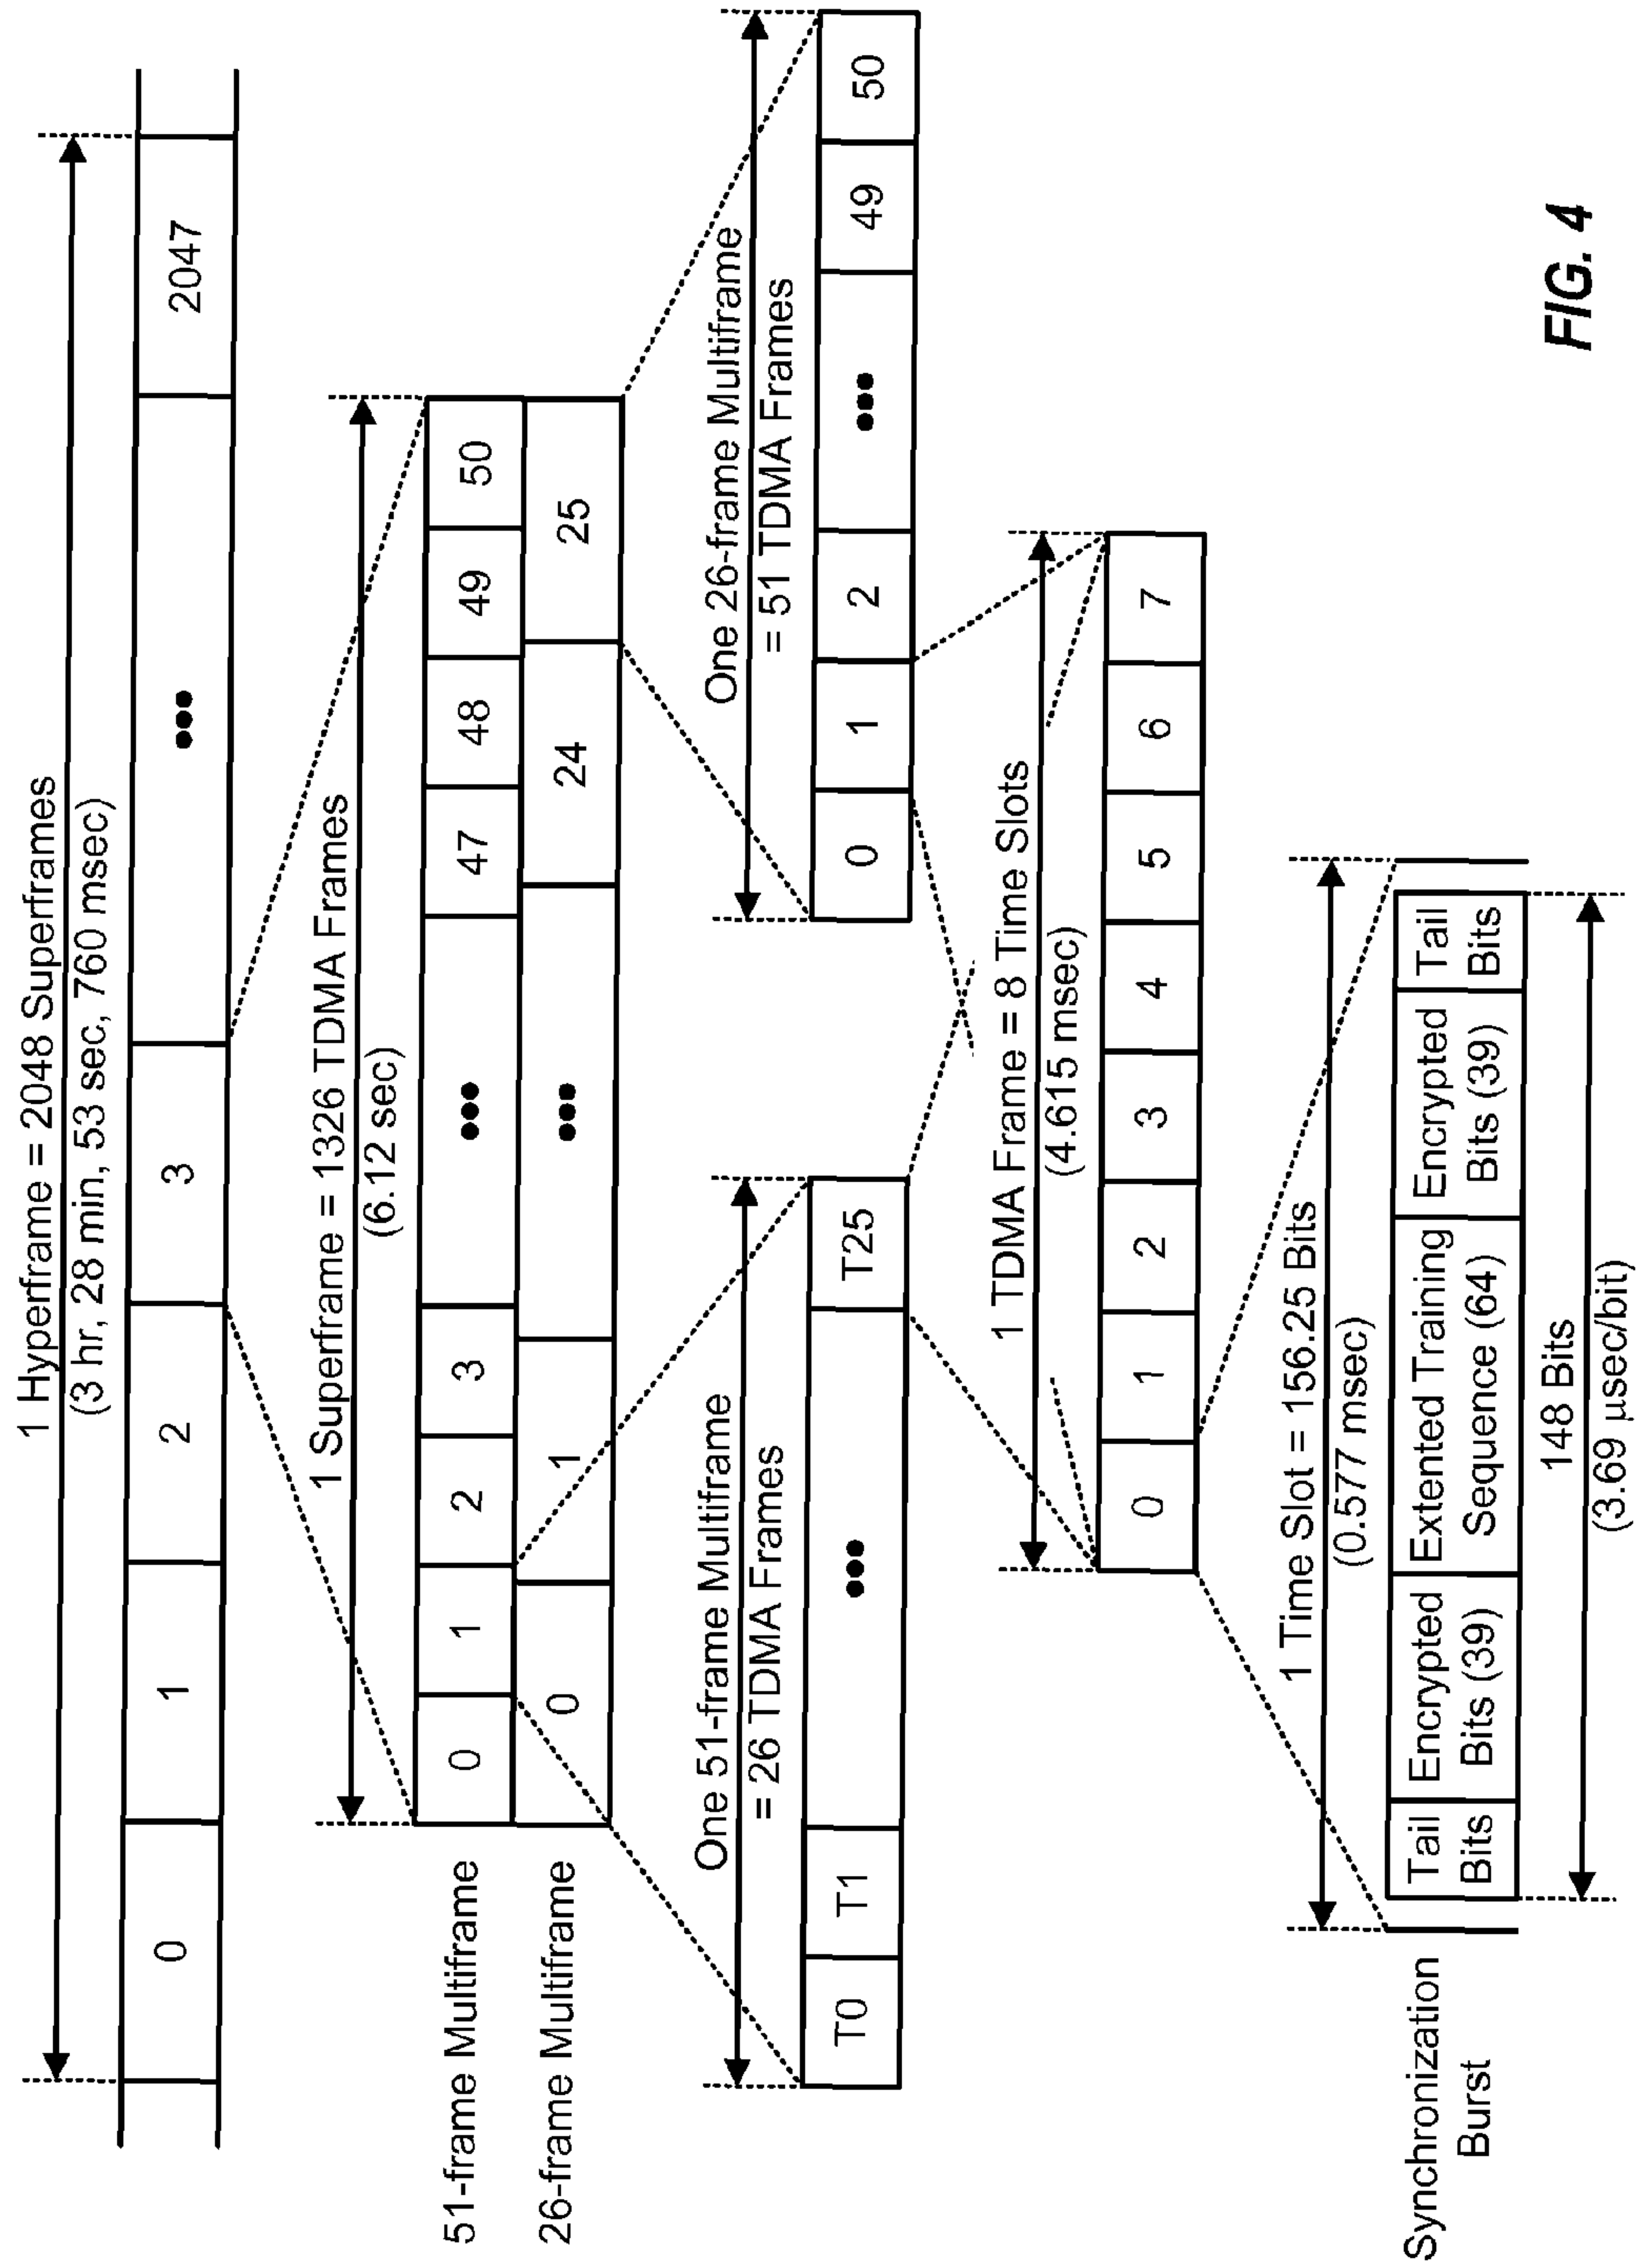 1 Hyperframe = 2048 Superframes
(3 hr, 28 min, 53 sec, 760 msec)
0 1 2 3 ••• 2047
1 Superframe = 1326 TDMA Frames
(6.12 sec)
51-frame Multiframe 0 1 2 3 ••• 47 48 49 50
26-frame Multiframe 0 1 ••• 24 25
One 51-frame Multiframe
= 26 TDMA Frames
T0 T1 ••• T25
One 26-frame Multiframe
= 51 TDMA Frames
0 1 2 ••• 49 50
1 TDMA Frame = 8 Time Slots
(4.615 msec)
0 1 2 3 4 5 6 7
1 Time Slot = 156.25 Bits
(0.577 msec)
Synchronization
Burst
Tail
Bits
Encrypted
Bits (39)
Extented Training
Sequence (64)
Encrypted
Bits (39)
Tail
Bits
148 Bits
(3.69 µsec/bit)
FIG. 4